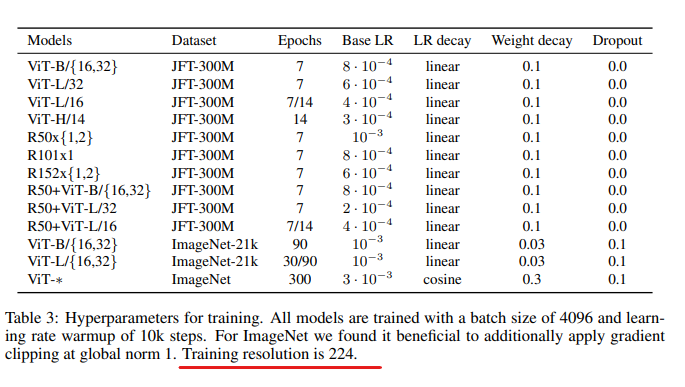 Models Dataset Epochs Base LR LR decay Weight decay Dropout
ViT-B/{16,32} JFT-300M 7 8 · 10⁻⁴ linear 0.1 0.0
ViT-L/32 JFT-300M 7 6 · 10⁻⁴ linear 0.1 0.0
ViT-L/16 JFT-300M 7/14 4 · 10⁻⁴ linear 0.1 0.0
ViT-H/14 JFT-300M 14 3 · 10⁻⁴ linear 0.1 0.0
R50x{1,2} JFT-300M 7 10⁻³ linear 0.1 0.0
R101x1 JFT-300M 7 8 · 10⁻⁴ linear 0.1 0.0
R152x{1,2} JFT-300M 7 6 · 10⁻⁴ linear 0.1 0.0
R50+ViT-B/{16,32} JFT-300M 7 8 · 10⁻⁴ linear 0.1 0.0
R50+ViT-L/32 JFT-300M 7 2 · 10⁻⁴ linear 0.1 0.0
R50+ViT-L/16 JFT-300M 7/14 4 · 10⁻⁴ linear 0.1 0.0
ViT-B/{16,32} ImageNet-21k 90 10⁻³ linear 0.03 0.1
ViT-L/{16,32} ImageNet-21k 30/90 10⁻³ linear 0.03 0.1
ViT-∗ ImageNet 300 3 · 10⁻³ cosine 0.3 0.1
Table 3: Hyperparameters for training. All models are trained with a batch size of 4096 and learn-
ing rate warmup of 10k steps. For ImageNet we found it beneficial to additionally apply gradient
clipping at global norm 1. Training resolution is 224.